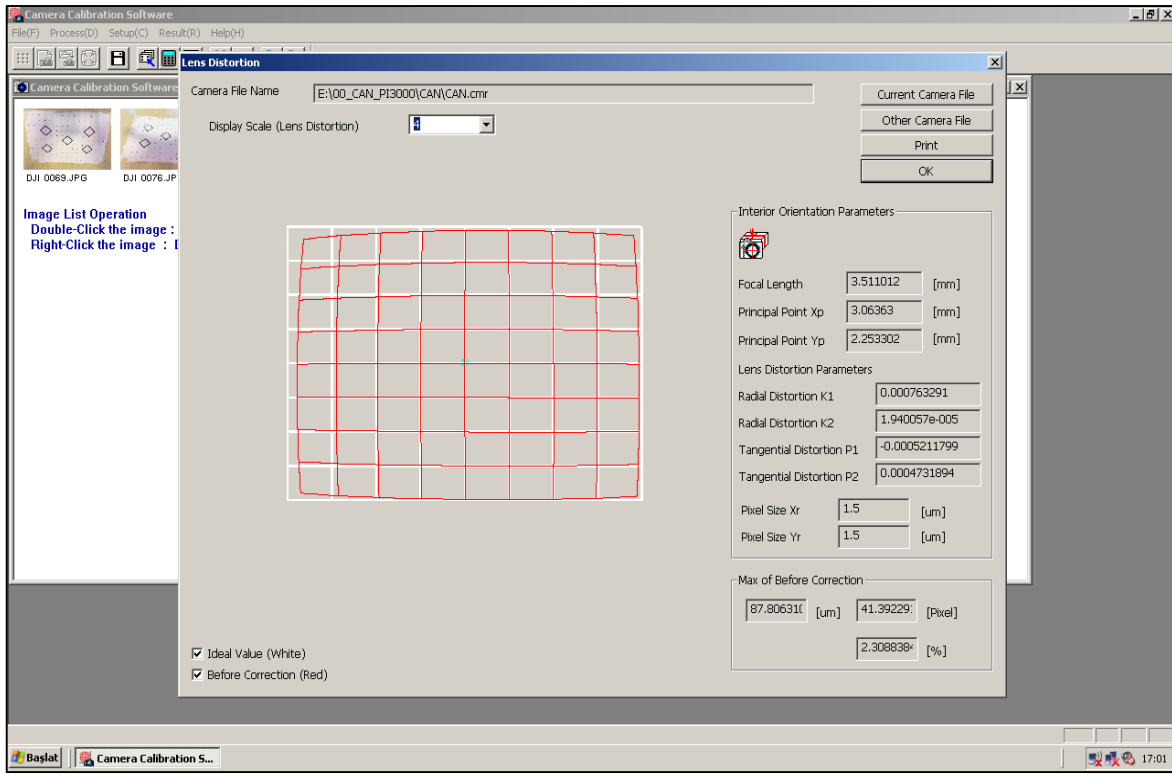 Camera Calibration Software
File(F) Process(D) Setup(C) Result(R) Help(H)
Lens Distortion
Camera Calibration Software
Camera File Name E:\00_CAN_PI3000\CAN\CAN.cmr
Current Camera File
Display Scale (Lens Distortion) 4
Other Camera File
Print
OK
DJI 0069.JPG DJI 0076.JP
Image List Operation
Double-Click the image :
Right-Click the image :
Interior Orientation Parameters
Focal Length 3.511012 [mm]
Principal Point Xp 3.06363 [mm]
Principal Point Yp 2.253302 [mm]
Lens Distortion Parameters
Radial Distortion K1 0.000763291
Radial Distortion K2 1.940057e-005
Tangential Distortion P1 -0.0005211799
Tangential Distortion P2 0.0004731894
Pixel Size Xr 1.5 [um]
Pixel Size Yr 1.5 [um]
Max of Before Correction
[um] [Pixel]
[%]
Ideal Value (White)
Before Correction (Red)
Başlat Camera Calibration S... 17:01